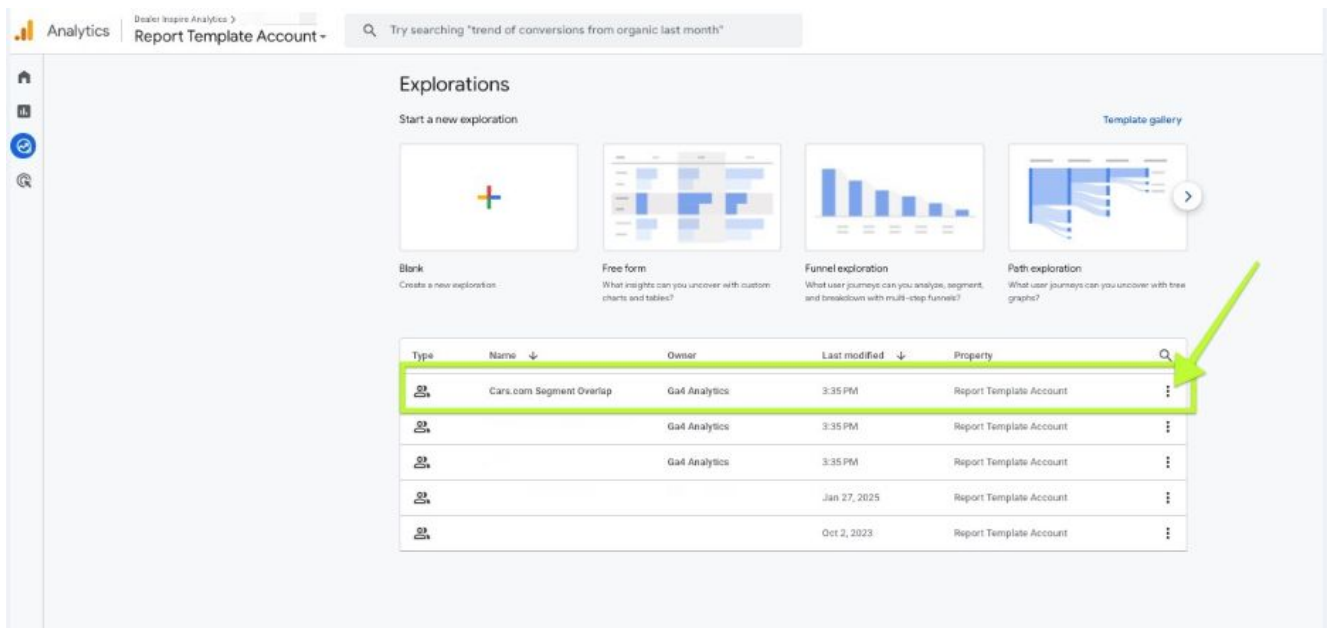 Analytics
Dealer Inspire Analytics >
Report Template Account
Try searching "trend of conversions from organic last month"
Explorations
Start a new exploration
Template gallery
Blank
Create a new exploration
Free form
What insights can you uncover with custom
charts and tables?
Funnel exploration
What user journeys can you analyze, segment,
and breakdown with multi-step funnels?
Path exploration
What user journeys can you uncover with tree
graphs?
Type Name Owner Last modified Property
Cars.com Segment Overlap Ga4 Analytics 3:35 PM Report Template Account
Ga4 Analytics 3:35 PM Report Template Account
Ga4 Analytics 3:35 PM Report Template Account
Jan 27, 2025 Report Template Account
Oct 2, 2023 Report Template Account